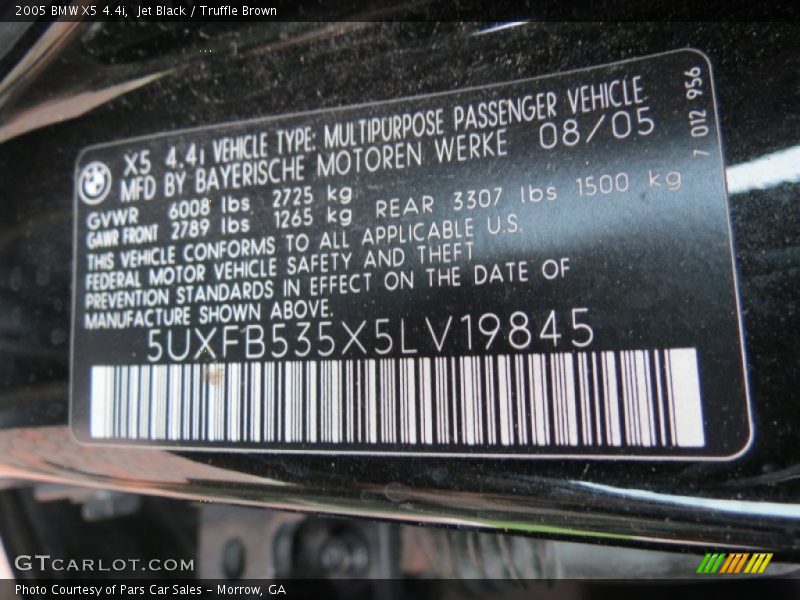 2005 BMW X5 4.4i, Jet Black / Truffle Brown
X5 4.4i VEHICLE TYPE: MULTIPURPOSE PASSENGER VEHICLE
MFD BY BAYERISCHE MOTOREN WERKE 08/05
7 012 956
GVWR 6008 lbs 2725 kg
GAWR FRONT 2789 lbs 1265 kg REAR 3307 lbs 1500 kg
THIS VEHICLE CONFORMS TO ALL APPLICABLE U.S.
FEDERAL MOTOR VEHICLE SAFETY AND THEFT
PREVENTION STANDARDS IN EFFECT ON THE DATE OF
MANUFACTURE SHOWN ABOVE.
5UXFB535X5LV19845
GTCARLOT.COM
Photo Courtesy of Pars Car Sales - Morrow, GA